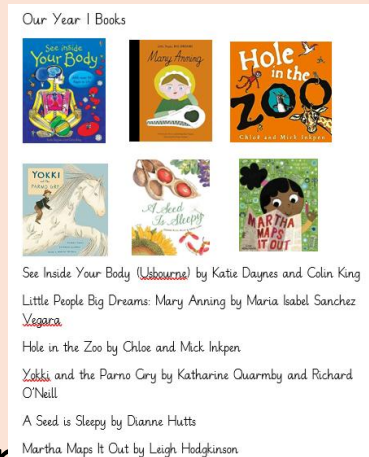 Our Year 1 Books
See inside
Your Body
Mary Anning
Hole
in the
ZOO
Chloe and Mick Inkpen
YOKKI
and the
PARNO GRY
A Seed
Is Sleepy
MARTHA
MAPS
IT OUT
See Inside Your Body (Usbourne) by Katie Daynes and Colin King
Little People Big Dreams: Mary Anning by Maria Isabel Sanchez
Vegara
Hole in the Zoo by Chloe and Mick Inkpen
Yokki and the Parno Gry by Katharine Quarmby and Richard
O'Neill
A Seed is Sleepy by Dianne Hutts
Martha Maps It Out by Leigh Hodgkinson